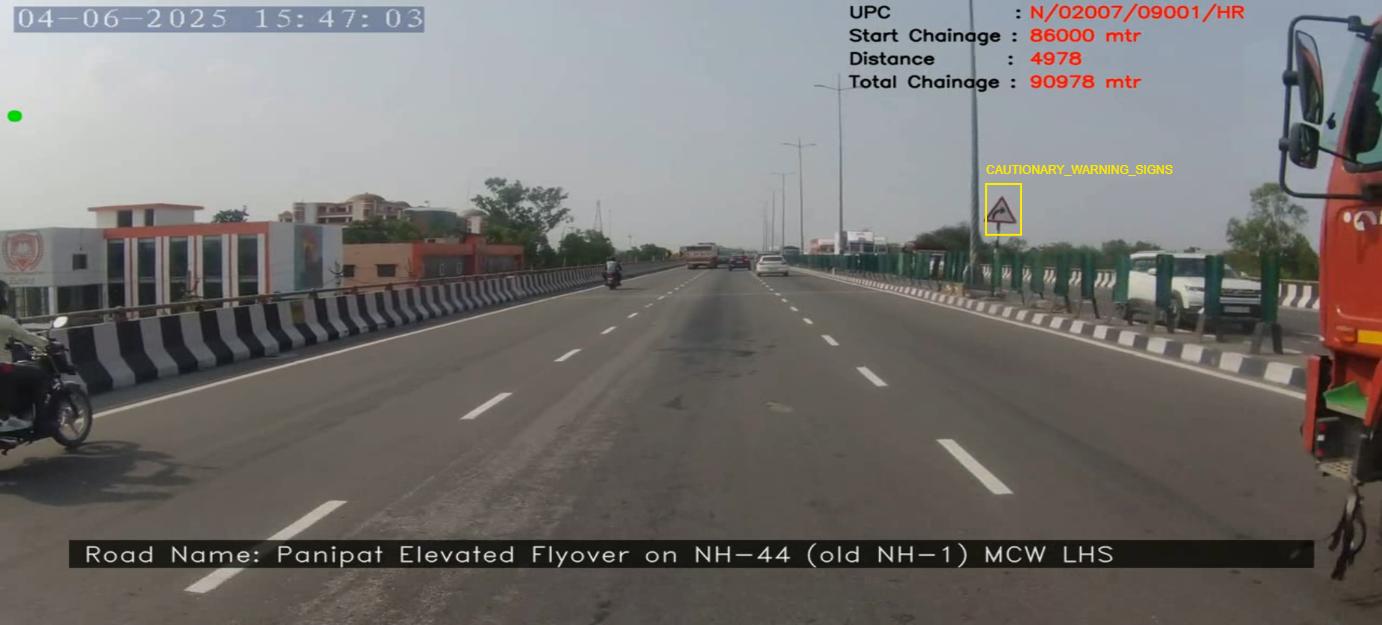 04-06-2025 15:47:03
UPC : N/02007/09001/HR
Start Chainage : 86000 mtr
Distance : 4978
Total Chainage : 90978 mtr
CAUTIONARY_WARNING_SIGNS
Road Name: Panipat Elevated Flyover on NH-44 (old NH-1) MCW LHS